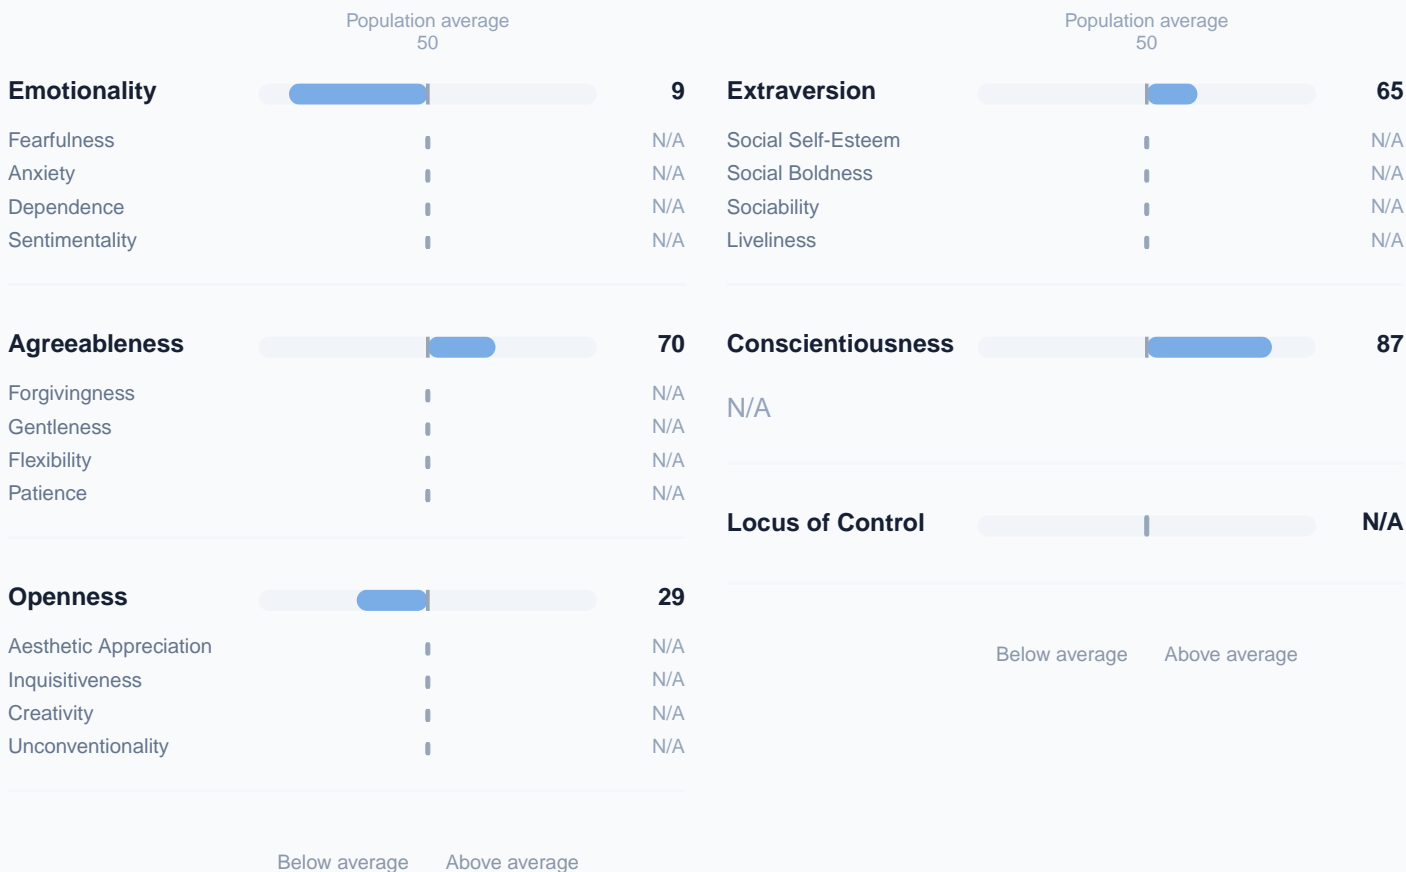 Population average
50
Emotionality 9
Fearfulness N/A
Anxiety N/A
Dependence N/A
Sentimentality N/A
Agreeableness 70
Forgivingness N/A
Gentleness N/A
Flexibility N/A
Patience N/A
Openness 29
Aesthetic Appreciation N/A
Inquisitiveness N/A
Creativity N/A
Unconventionality N/A
Below average Above average
Population average
50
Extraversion 65
Social Self-Esteem N/A
Social Boldness N/A
Sociability N/A
Liveliness N/A
Conscientiousness 87
N/A
Locus of Control N/A
Below average Above average